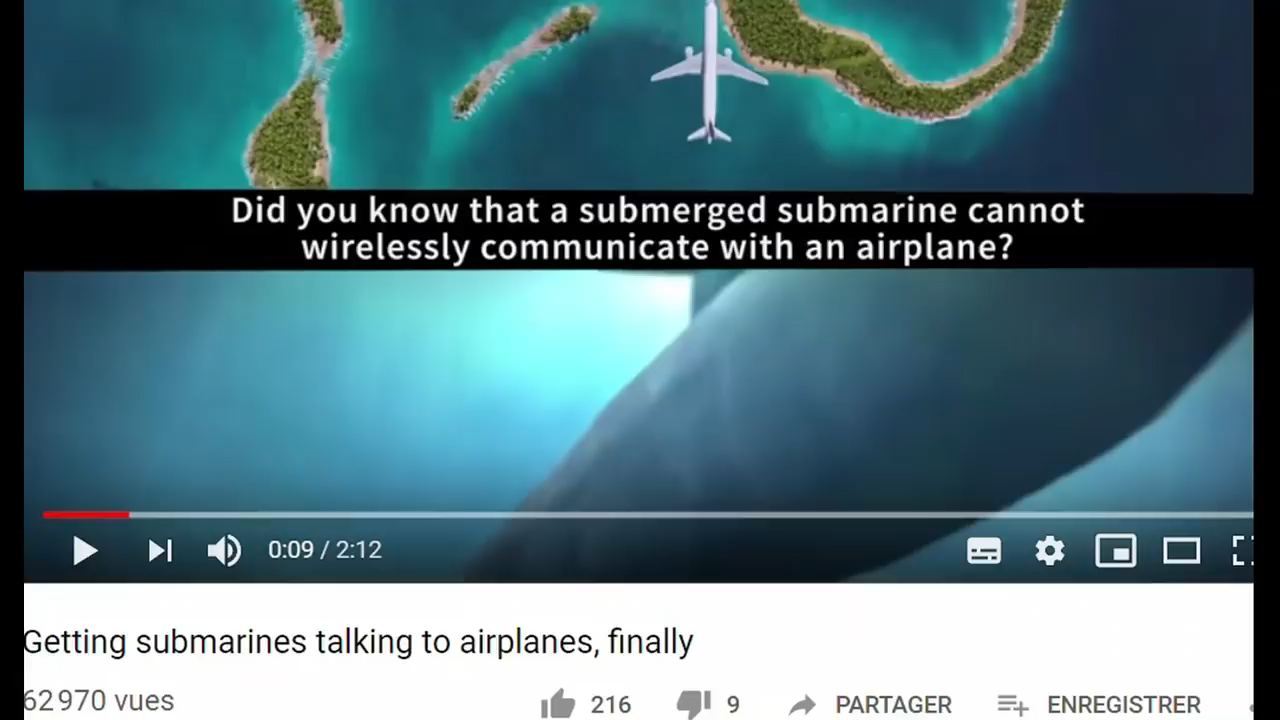 Did you know that a submerged submarine cannot
wirelessly communicate with an airplane?
0:09 / 2:12
Getting submarines talking to airplanes, finally
62 970 vues
216
9
PARTAGER
ENREGISTRER